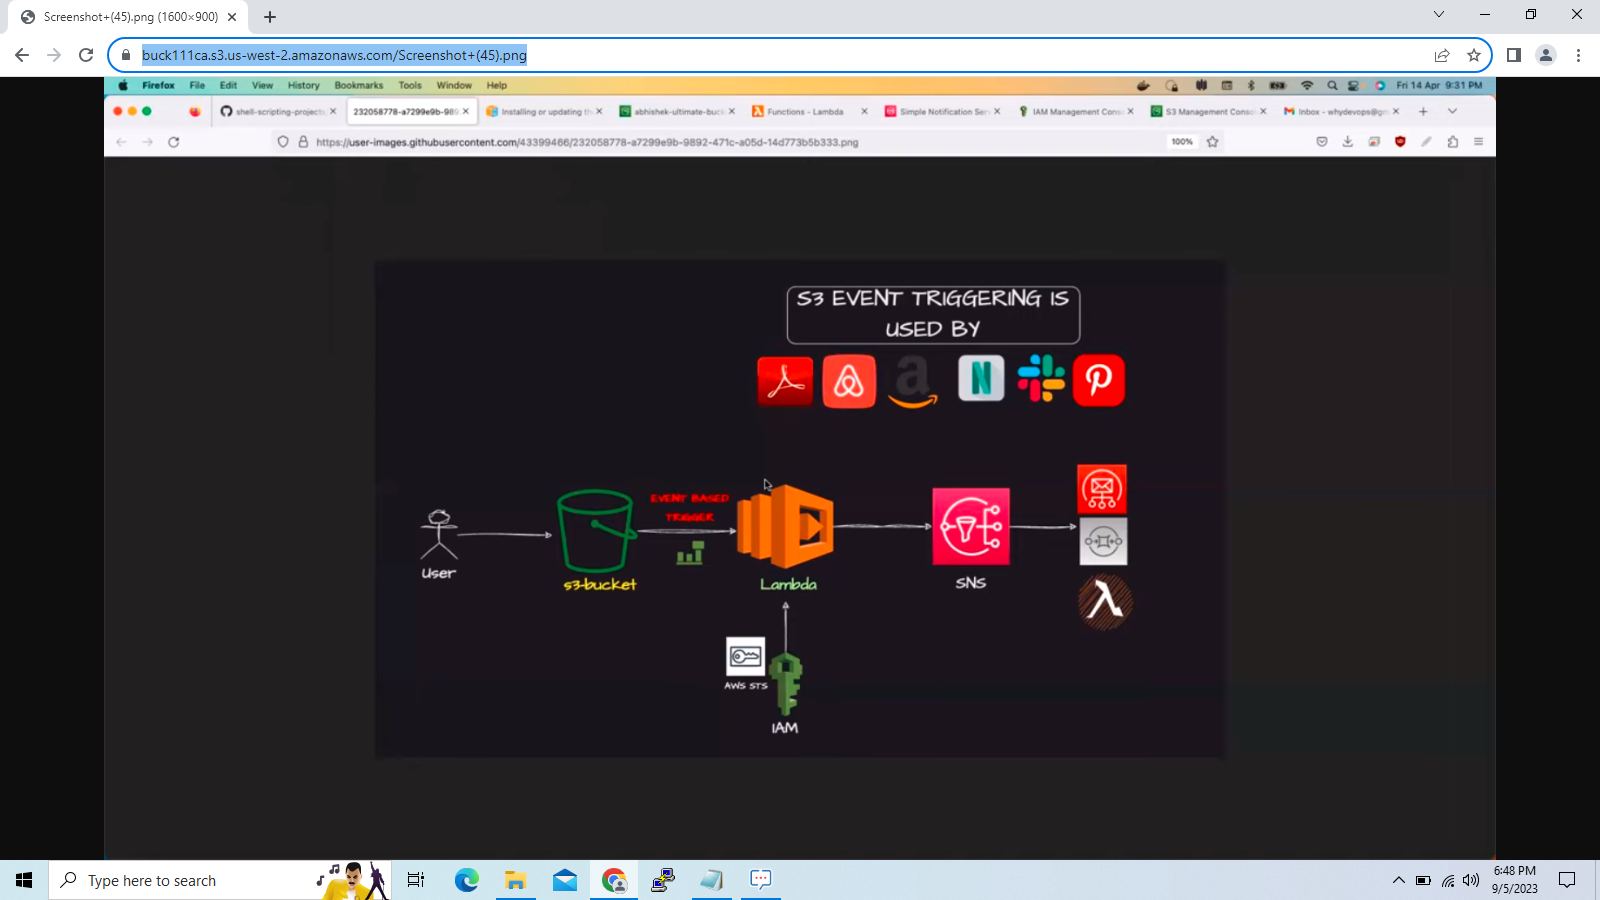 Screenshot+(45).png (1600×900)
buck111ca.s3.us-west-2.amazonaws.com/Screenshot+(45).png
Firefox File Edit View History Bookmarks Tools Window Help
Fri 14 Apr 9:31 PM
shell-scripting-projects
232058778-a7299e9b-989
Installing or updating th
abhishek-ultimate-buck
Functions - Lambda
Simple Notification Serv
IAM Management Cons
S3 Management Conso
Inbox - whydevops@gm
https://user-images.githubusercontent.com/43399466/232058778-a7299e9b-9892-471c-a05d-14d773b5b333.png
100%
S3 EVENT TRIGGERING IS
USED BY
EVENT BASED
TRIGGER
User
s3-bucket
Lambda
SNS
AWS STS
IAM
Type here to search
6:48 PM
9/5/2023